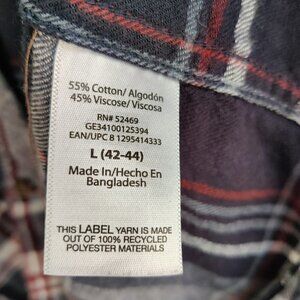 55% Cotton/ Algodón
45% Viscose/ Viscosa
RN# 52469
GE34100125394
EAN/UPC 8 1295414333
L (42-44)
Made In/Hecho En
Bangladesh
THIS LABEL YARN IS MADE
OUT OF 100% RECYCLED
POLYESTER MATERIALS